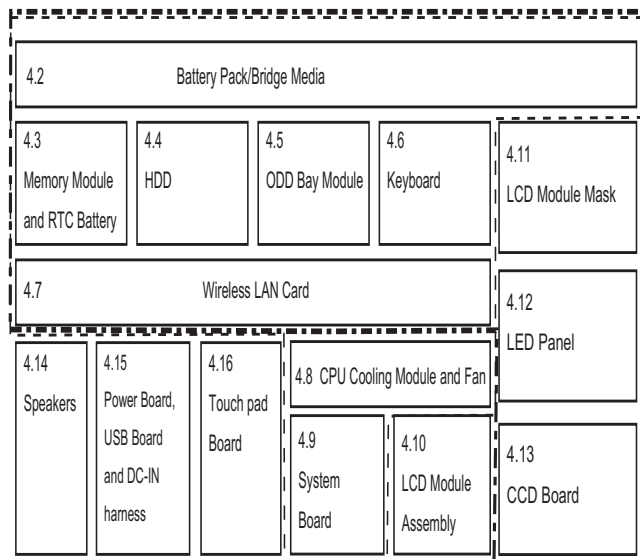 4.2 Battery Pack/Bridge Media
4.3
Memory Module
and RTC Battery
4.4
HDD
4.5
ODD Bay Module
4.6
Keyboard
4.11
LCD Module Mask
4.7 Wireless LAN Card
4.12
LED Panel
4.14
Speakers
4.15
Power Board,
USB Board
and DC-IN
harness
4.16
Touch pad
Board
4.8 CPU Cooling Module and Fan
4.9
System
Board
4.10
LCD Module
Assembly
4.13
CCD Board